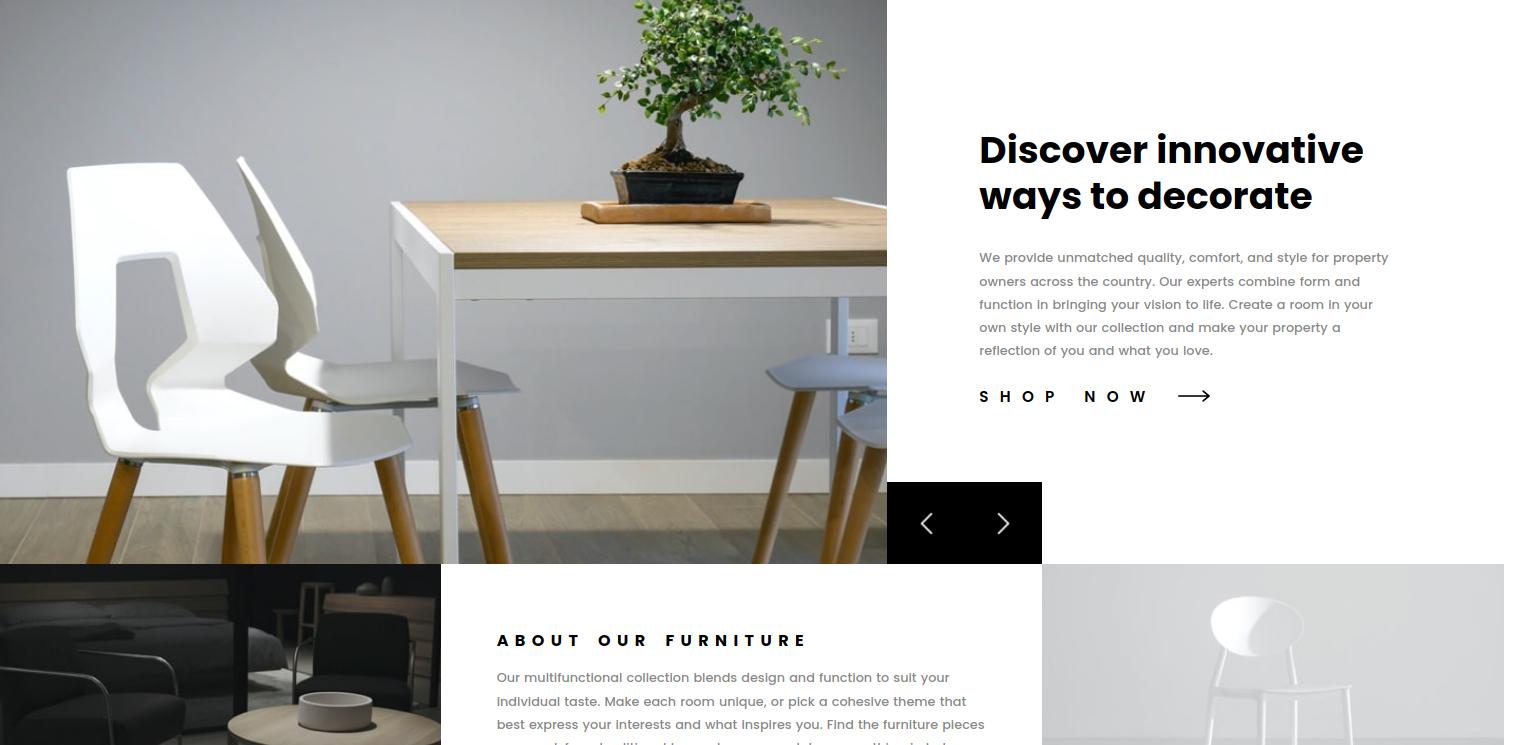 Discover innovative
ways to decorate
We provide unmatched quality, comfort, and style for property
owners across the country. Our experts combine form and
function in bringing your vision to life. Create a room in your
own style with our collection and make your property a
reflection of you and what you love.
SHOP NOW
ABOUT OUR FURNITURE
Our multifunctional collection blends design and function to suit your
individual taste. Make each room unique, or pick a cohesive theme that
best express your interests and what inspires you. Find the furniture pieces